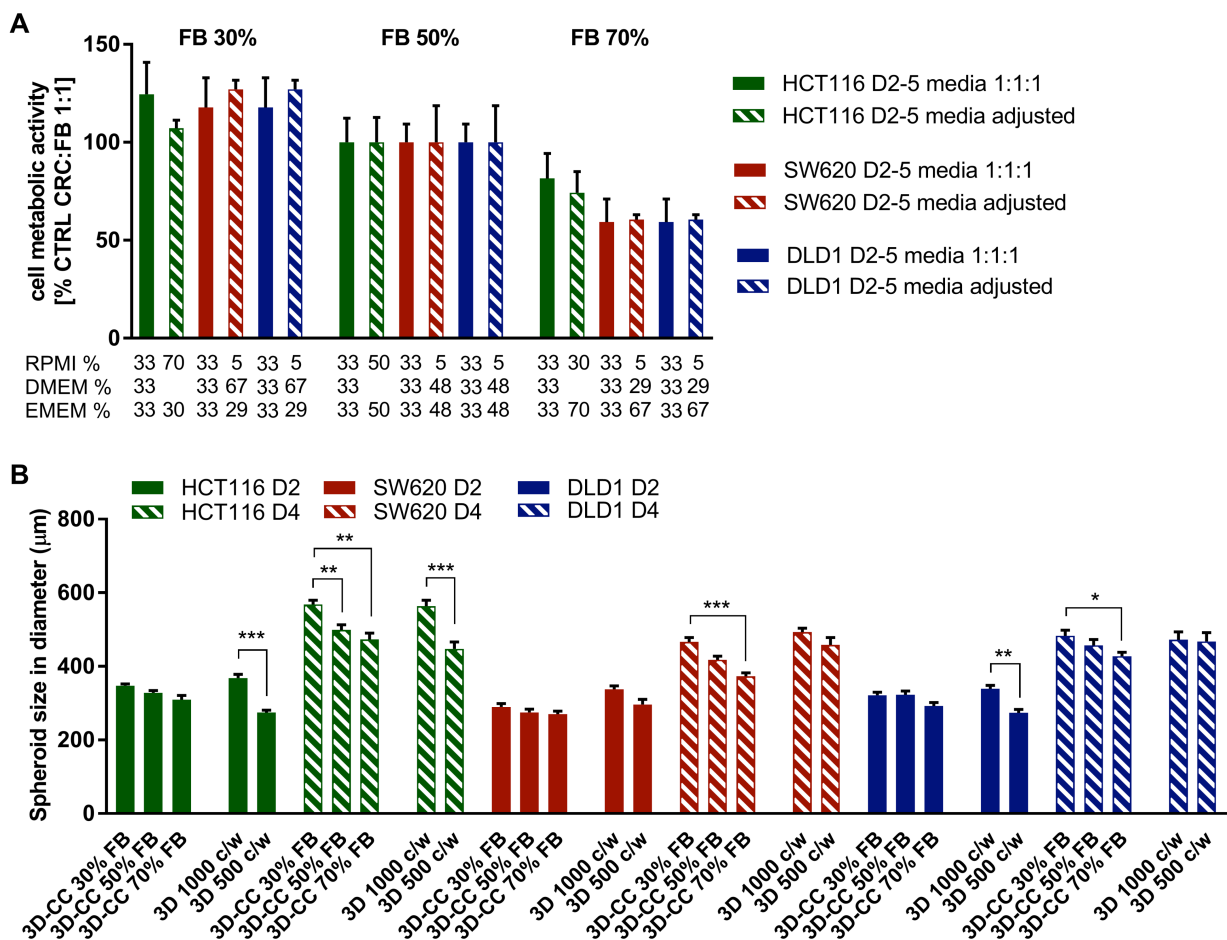 A
FB 30% FB 50% FB 70%
cell metabolic activity
[% CTRL CRC:FB 1:1]
150
100
50
0
HCT116 D2-5 media 1:1:1
HCT116 D2-5 media adjusted
SW620 D2-5 media 1:1:1
SW620 D2-5 media adjusted
DLD1 D2-5 media 1:1:1
DLD1 D2-5 media adjusted
RPMI % 33 70 33 5 33 5 33 50 33 5 33 5 33 30 33 5 33 5
DMEM % 33 33 67 33 67 33 33 48 33 48 33 33 29 33 29
EMEM % 33 30 33 29 33 29 33 50 33 48 33 48 33 70 33 67 33 67
B
HCT116 D2 SW620 D2 DLD1 D2
HCT116 D4 SW620 D4 DLD1 D4
Spheroid size in diameter (μm)
800
600
400
200
0
***
**
**
***
***
**
*
3D-CC 30% FB
3D-CC 50% FB
3D-CC 70% FB
3D 1000 c/w
3D 500 c/w
3D-CC 30% FB
3D-CC 50% FB
3D-CC 70% FB
3D 1000 c/w
3D 500 c/w
3D-CC 30% FB
3D-CC 50% FB
3D-CC 70% FB
3D 1000 c/w
3D 500 c/w
3D-CC 30% FB
3D-CC 50% FB
3D-CC 70% FB
3D 1000 c/w
3D 500 c/w
3D-CC 30% FB
3D-CC 50% FB
3D-CC 70% FB
3D 1000 c/w
3D 500 c/w
3D-CC 30% FB
3D-CC 50% FB
3D-CC 70% FB
3D 1000 c/w
3D 500 c/w